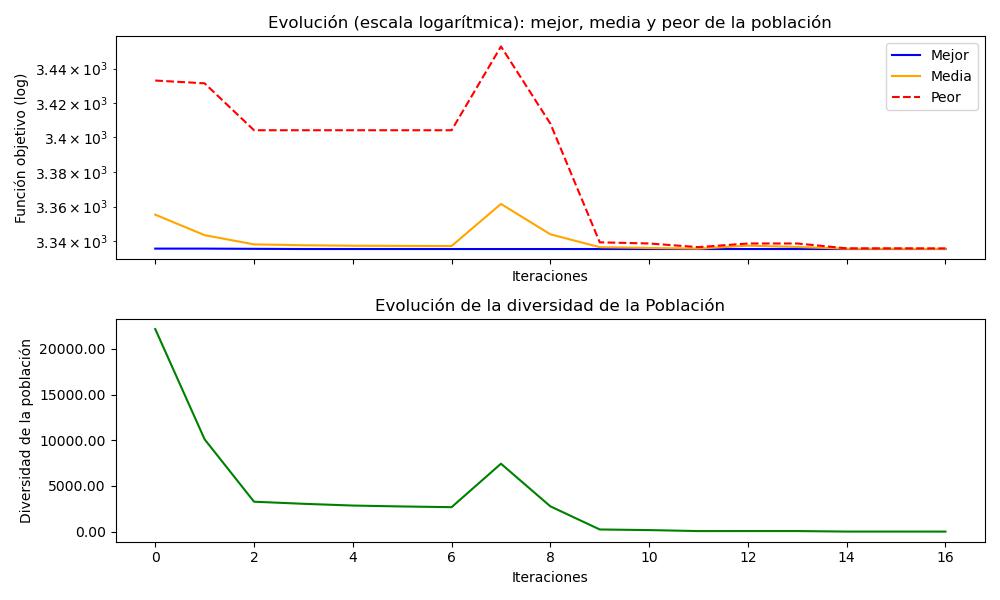 Evolución (escala logarítmica): mejor, media y peor de la población
Función objetivo (log)
3.44 × 10³
3.42 × 10³
3.4 × 10³
3.38 × 10³
3.36 × 10³
3.34 × 10³
Mejor
Media
Peor
Iteraciones
Evolución de la diversidad de la Población
Diversidad de la población
20000.00
15000.00
10000.00
5000.00
0.00
0 2 4 6 8 10 12 14 16
Iteraciones